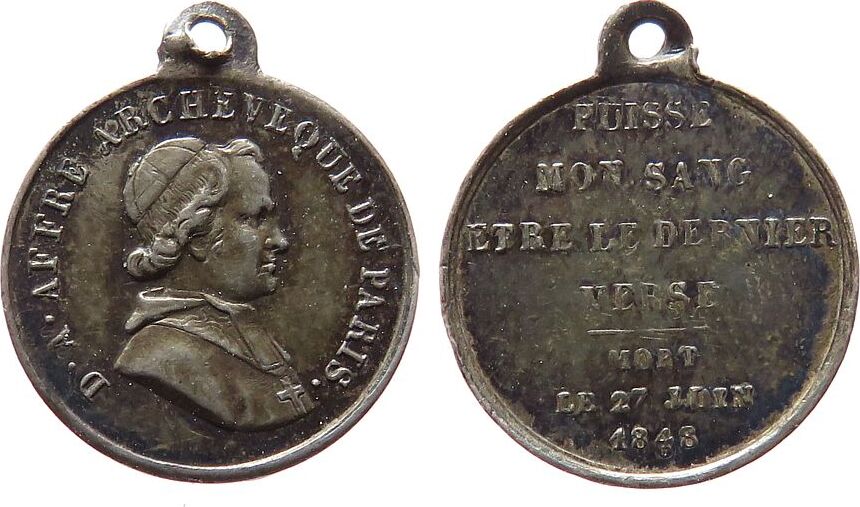 D. A. AFFRE ARCHEVEQUE DE PARIS.
PUISSE
MON SANG
ETRE LE DERNIER
VERSE
MORT
LE 27 JUIN
1848